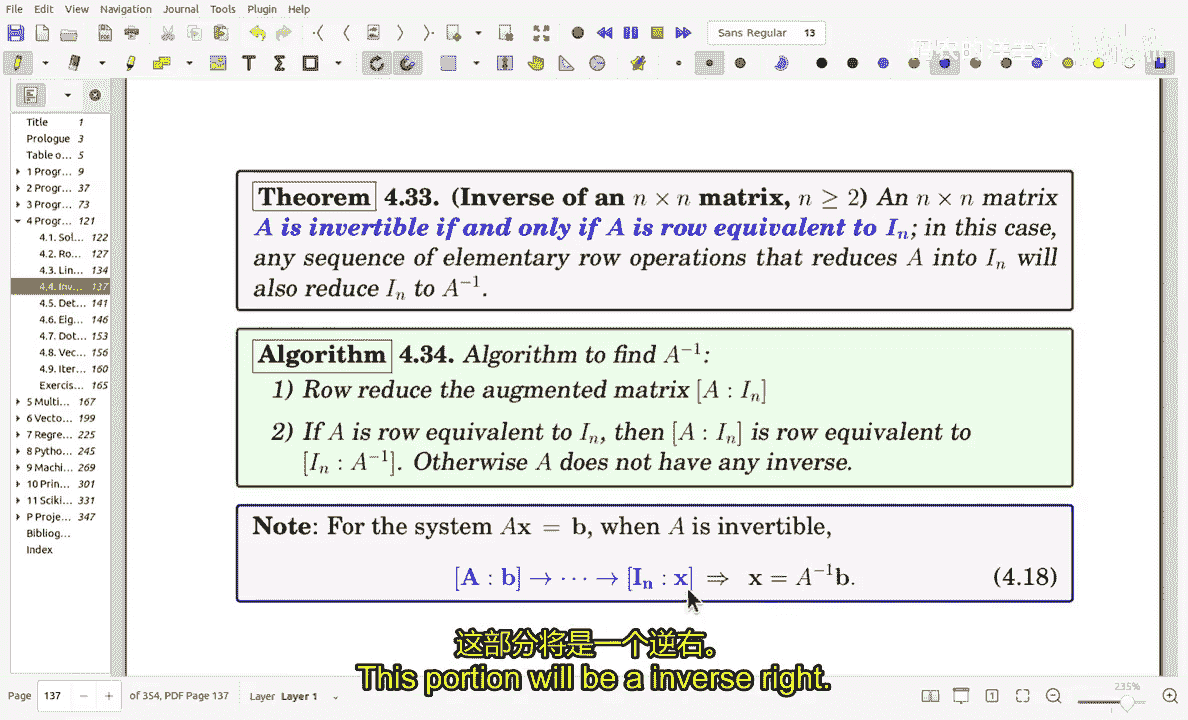 File Edit View Navigation Journal Tools Plugin Help
Sans Regular 13
Title 1
Prologue 3
Table o... 5
1 Progr... 9
2 Progr... 37
3 Progr... 73
4 Progr... 121
4.1. Sol... 122
4.2. Ro... 127
4.3. Lin... 134
4.4. Inv... 137
4.5. Det... 141
4.6. Eig... 146
4.7. Dot... 153
4.8. Vec... 156
4.9. Iter... 160
Exercis... 165
5 Multi... 167
6 Vecto... 199
7 Regre... 225
8 Pytho... 245
9 Machi... 269
10 Prin... 301
11 Sciki... 331
P Proje... 347
Bibliog...
Index
Theorem 4.33. (Inverse of an n × n matrix, n ≥ 2) An n × n matrix
A is invertible if and only if A is row equivalent to Iₙ; in this case,
any sequence of elementary row operations that reduces A into Iₙ will
also reduce Iₙ to A⁻¹.
Algorithm 4.34. Algorithm to find A⁻¹:
1) Row reduce the augmented matrix [A : Iₙ]
2) If A is row equivalent to Iₙ, then [A : Iₙ] is row equivalent to
[Iₙ : A⁻¹]. Otherwise A does not have any inverse.
Note: For the system Ax = b, when A is invertible,
[A : b] → ⋯ → [Iₙ : x] ⇒ x = A⁻¹b. (4.18)
这部分将是一个逆右。
This portion will be a inverse right.
Page 137 of 354, PDF Page 137 Layer Layer 1 235%